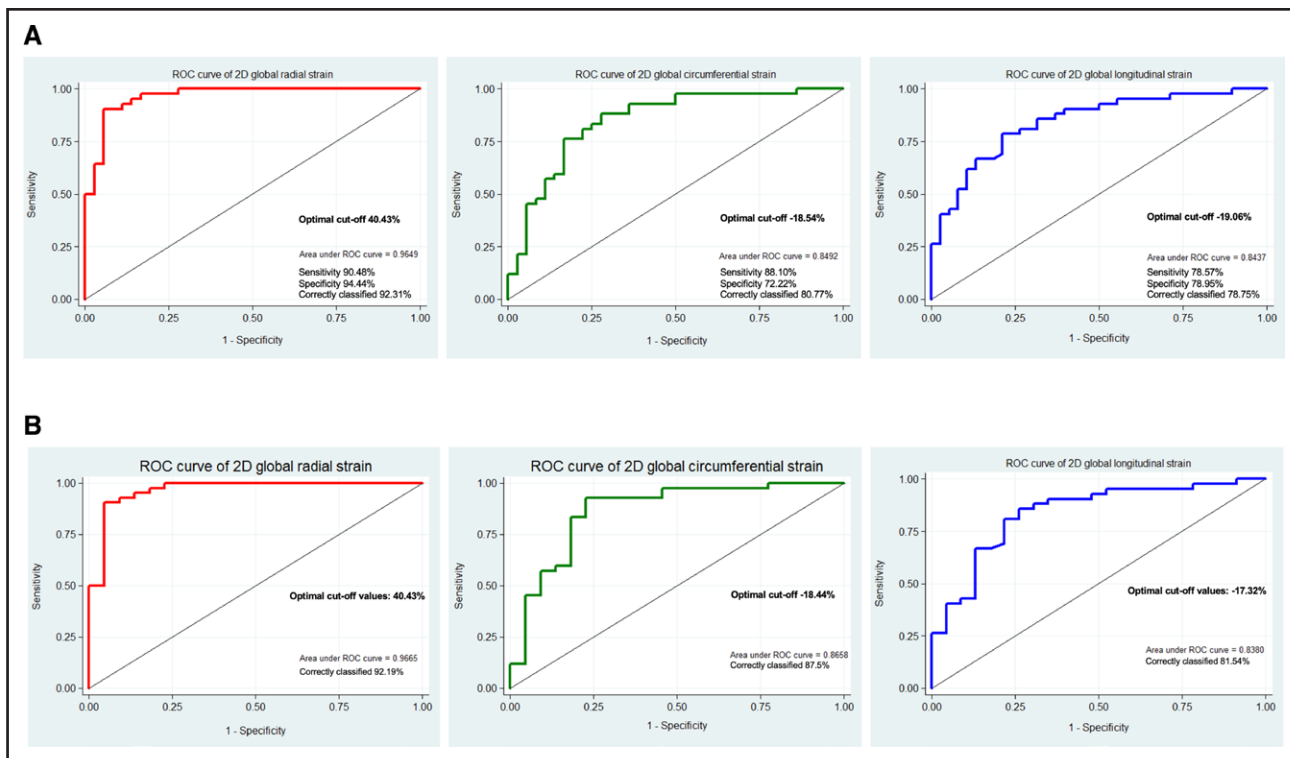 A
ROC curve of 2D global radial strain
1.00
0.75
0.50
0.25
0.00
Sensitivity
Optimal cut-off 40.43%
Area under ROC curve = 0.9649
Sensitivity 90.48%
Specificity 94.44%
Correctly classified 92.31%
0.00 0.25 0.50 0.75 1.00
1 - Specificity
ROC curve of 2D global circumferential strain
1.00
0.75
0.50
0.25
0.00
Sensitivity
Optimal cut-off -18.54%
Area under ROC curve = 0.8492
Sensitivity 88.10%
Specificity 72.22%
Correctly classified 80.77%
0.00 0.25 0.50 0.75 1.00
1 - Specificity
ROC curve of 2D global longitudinal strain
1.00
0.75
0.50
0.25
0.00
Sensitivity
Optimal cut-off -19.06%
Area under ROC curve = 0.8437
Sensitivity 78.57%
Specificity 78.95%
Correctly classified 78.75%
0.00 0.25 0.50 0.75 1.00
1 - Specificity
B
ROC curve of 2D global radial strain
1.00
0.75
0.50
0.25
0.00
Sensitivity
Optimal cut-off values: 40.43%
Area under ROC curve = 0.9665
Correctly classified 92.19%
0.00 0.25 0.50 0.75 1.00
1 - Specificity
ROC curve of 2D global circumferential strain
1.00
0.75
0.50
0.25
0.00
Sensitivity
Optimal cut-off -18.44%
Area under ROC curve = 0.8658
Correctly classified 87.5%
0.00 0.25 0.50 0.75 1.00
1 - Specificity
ROC curve of 2D global longitudinal strain
1.00
0.75
0.50
0.25
0.00
Sensitivity
Optimal cut-off values: -17.32%
Area under ROC curve = 0.8380
Correctly classified 81.54%
0.00 0.25 0.50 0.75 1.00
1 - Specificity